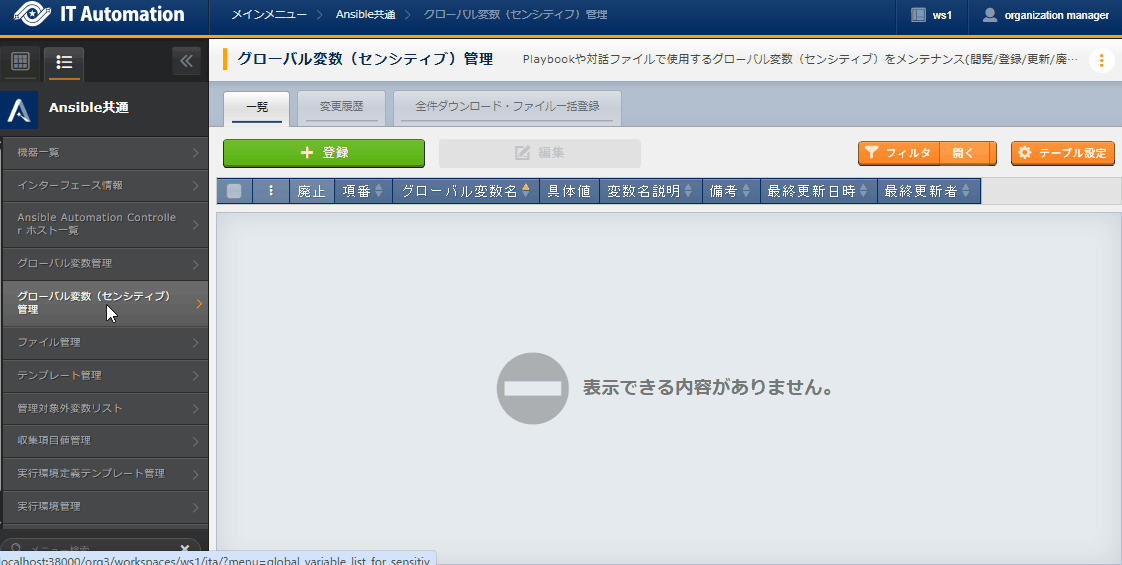 IT Automation
メインメニュー
Ansible共通
グローバル変数（センシティブ）管理
ws1
organization manager
Ansible共通
機器一覧
インターフェース情報
Ansible Automation Controlle
r ホスト一覧
グローバル変数管理
グローバル変数（センシティブ）
管理
ファイル管理
テンプレート管理
管理対象外変数リスト
収集項目値管理
実行環境定義テンプレート管理
実行環境管理
メニュー検索
グローバル変数（センシティブ）管理
Playbookや対話ファイルで使用するグローバル変数（センシティブ）をメンテナンス(閲覧/登録/更新/廃…
一覧
変更履歴
全件ダウンロード・ファイル一括登録
登録
編集
フィルタ
開く
テーブル設定
廃止
項番
グローバル変数名
具体値
変数名説明
備考
最終更新日時
最終更新者
表示できる内容がありません。
ocalhost:38000/org3/workspaces/ws1/ita/?menu=global_variable_list_for_sensitiv